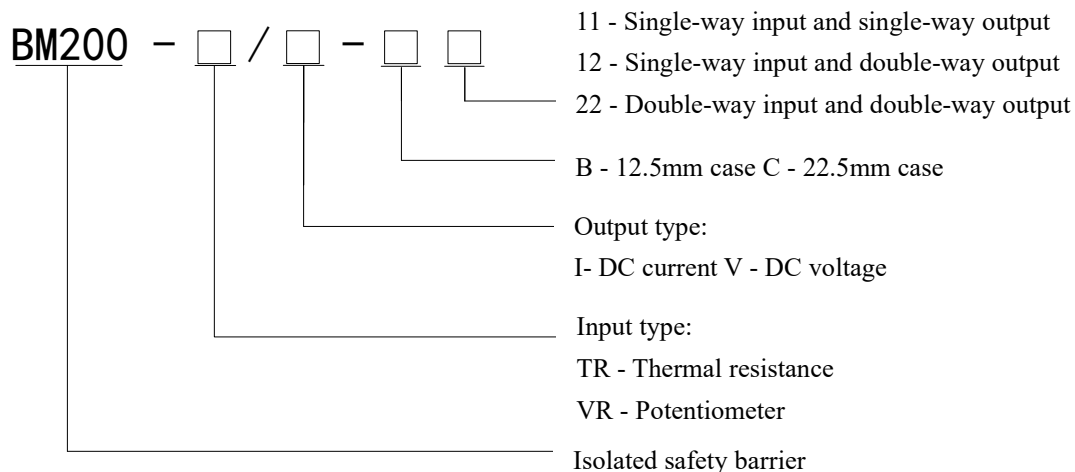 BM200 - □ / □ - □ □
11 - Single-way input and single-way output
12 - Single-way input and double-way output
22 - Double-way input and double-way output
B - 12.5mm case C - 22.5mm case
Output type:
I- DC current V - DC voltage
Input type:
TR - Thermal resistance
VR - Potentiometer
Isolated safety barrier